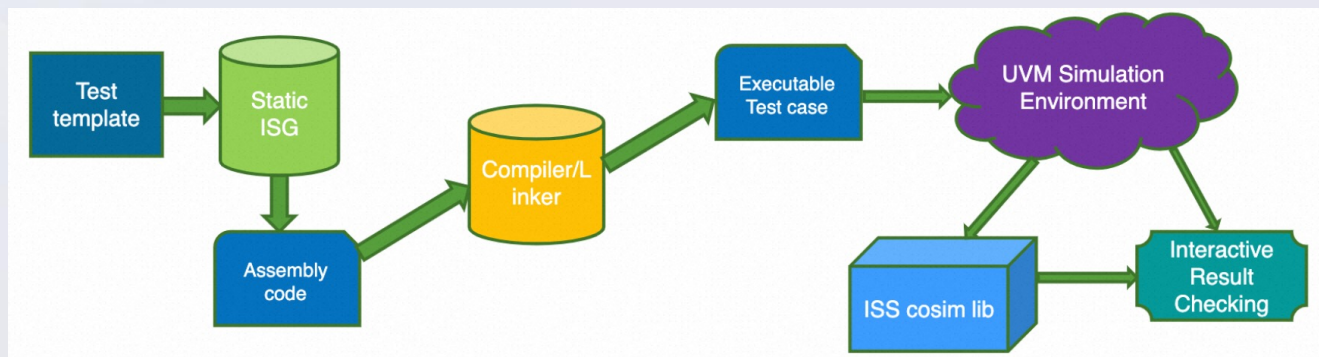 Test
template
Static
ISG
Assembly
code
Compiler/L
inker
Executable
Test case
UVM Simulation
Environment
ISS cosim lib
Interactive
Result
Checking